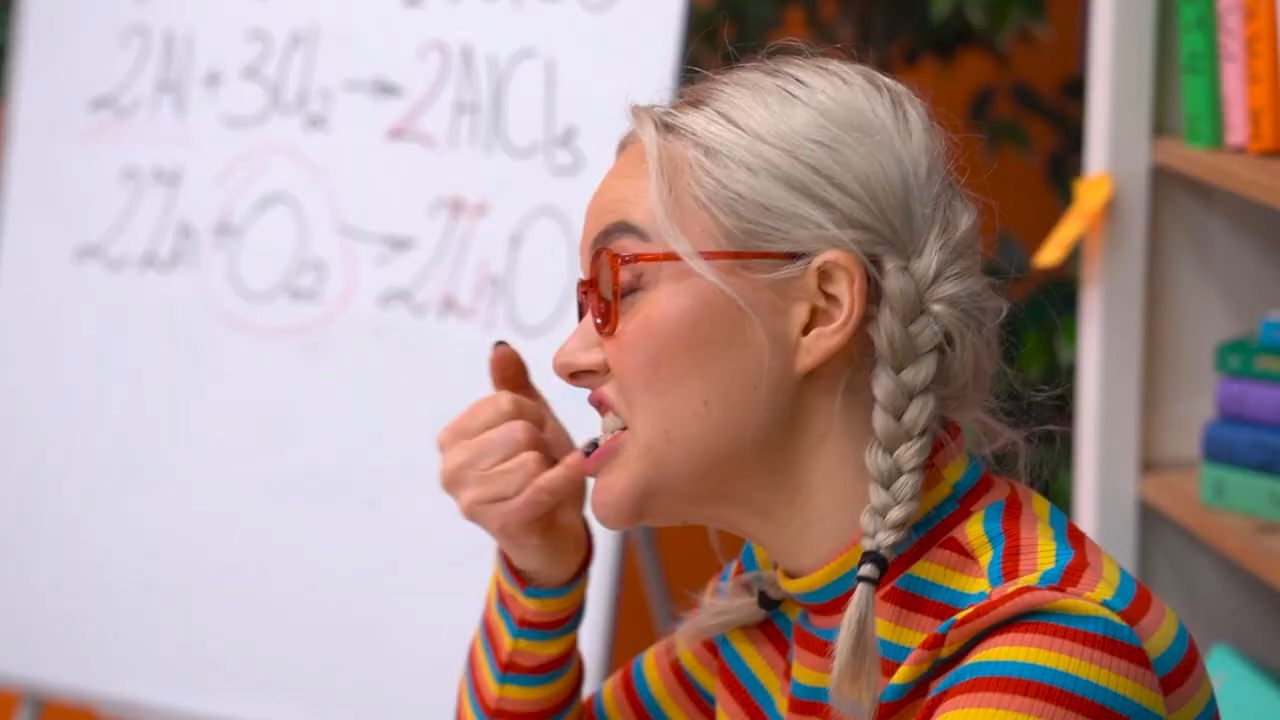 2Al + 3Cl₂ → 2AlCl₃
2Zn + O₂ → 2ZnO